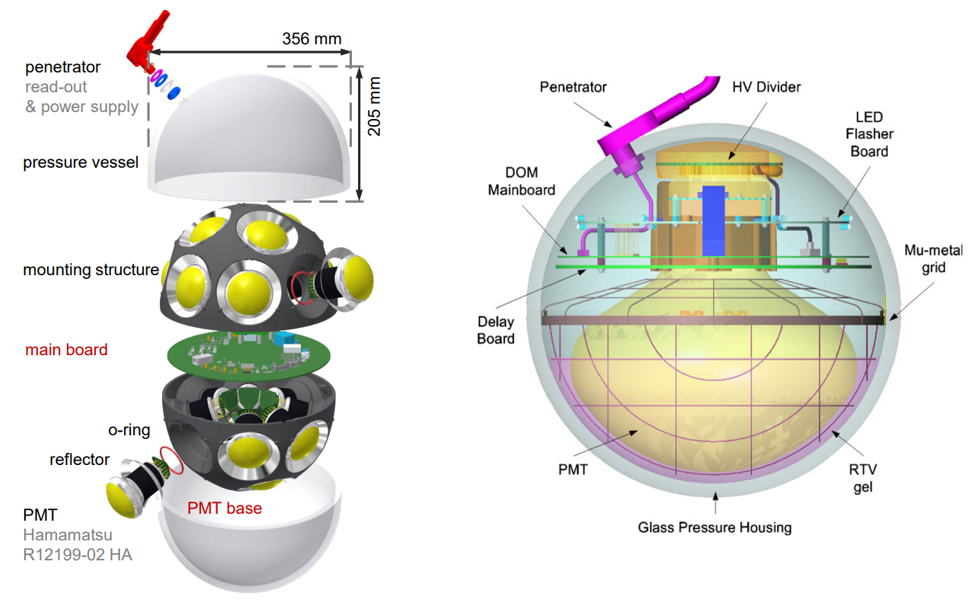 356 mm
205 mm
penetrator
read-out
& power supply
pressure vessel
mounting structure
main board
o-ring
reflector
PMT base
PMT
Hamamatsu
R12199-02 HA
Penetrator
HV Divider
LED
Flasher
Board
DOM
Mainboard
Mu-metal
grid
Delay
Board
PMT
RTV
gel
Glass Pressure Housing